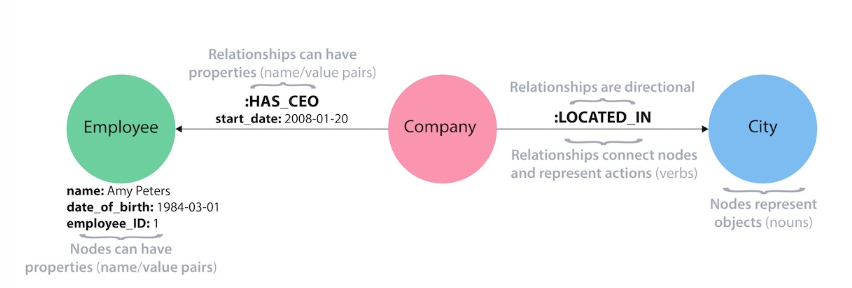 Relationships can have
properties (name/value pairs)
:HAS_CEO
start_date: 2008-01-20
Employee
Company
Relationships are directional
:LOCATED_IN
Relationships connect nodes
and represent actions (verbs)
City
name: Amy Peters
date_of_birth: 1984-03-01
employee_ID: 1
Nodes can have
properties (name/value pairs)
Nodes represent
objects (nouns)